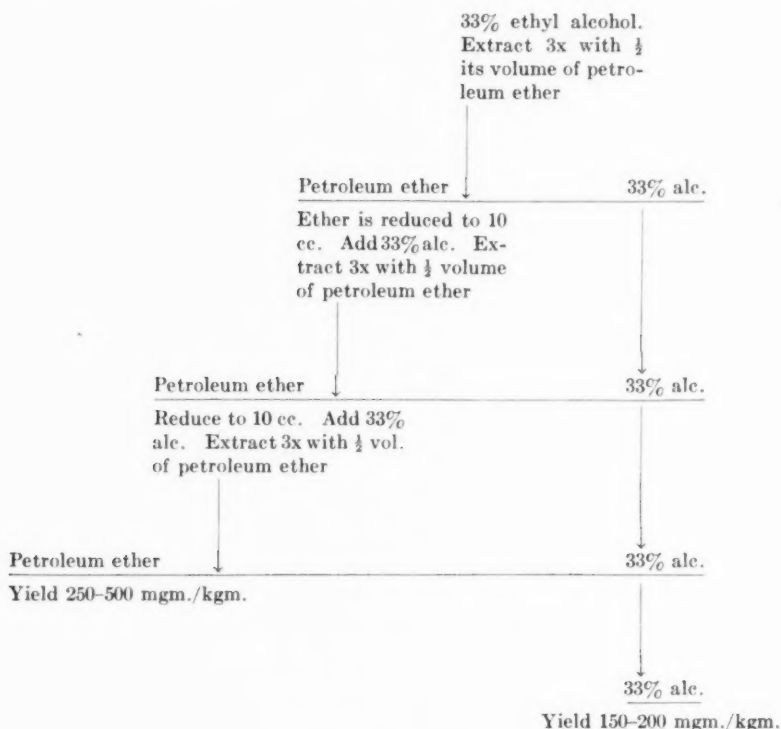 33% ethyl alcohol.
Extract 3x with ½
its volume of petro-
leum ether
Petroleum ether 33% alc.
Ether is reduced to 10
cc. Add 33% alc. Ex-
tract 3x with ½ volume
of petroleum ether
Petroleum ether 33% alc.
Reduce to 10 cc. Add 33%
alc. Extract 3x with ½ vol.
of petroleum ether
Petroleum ether 33% alc.
Yield 250–500 mgm./kgm.
33% alc.
Yield 150–200 mgm./kgm.